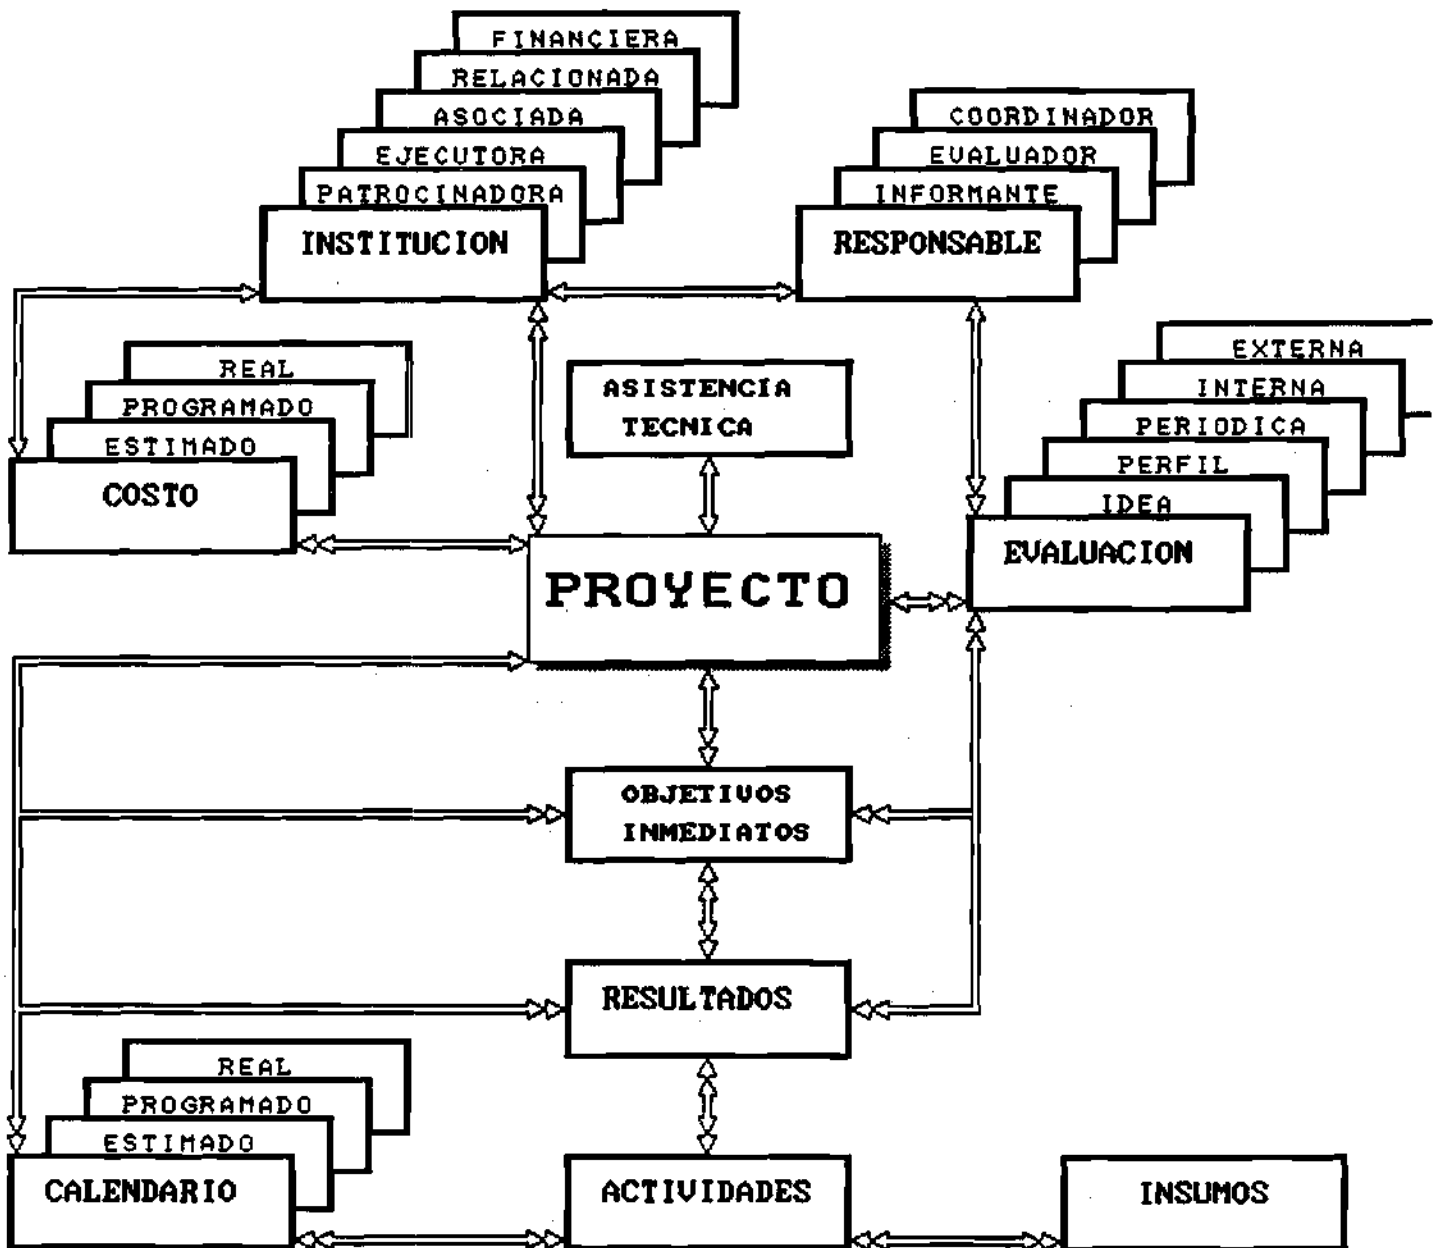 FINANCIERA
RELACIONADA
ASOCIADA
EJECUTORA
PATROCINADORA
INSTITUCION
COORDINADOR
EVALUADOR
INFORMANTE
RESPONSABLE
REAL
PROGRAMADO
ESTIMADO
COSTO
ASISTENCIA
TECNICA
EXTERNA
INTERNA
PERIODICA
PERFIL
IDEA
EVALUACION
PROYECTO
OBJETIVOS
INMEDIATOS
RESULTADOS
REAL
PROGRAMADO
ESTIMADO
CALENDARIO
ACTIVIDADES
INSUMOS